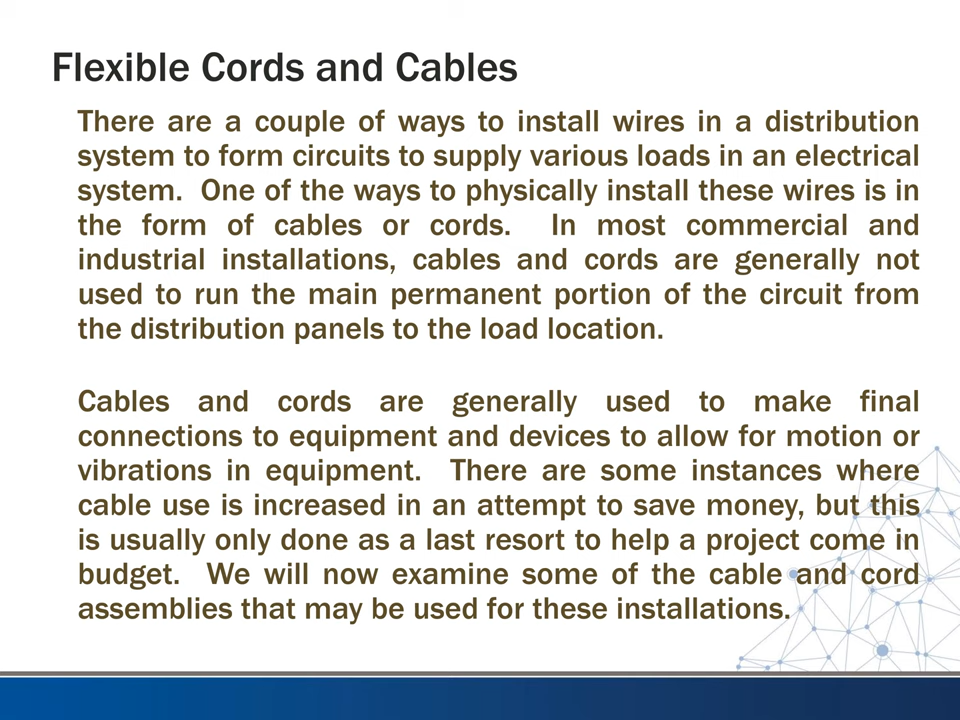 Flexible Cords and Cables
There are a couple of ways to install wires in a distribution
system to form circuits to supply various loads in an electrical
system.  One of the ways to physically install these wires is in
the form of cables or cords.  In most commercial and
industrial installations, cables and cords are generally not
used to run the main permanent portion of the circuit from
the distribution panels to the load location.
Cables and cords are generally used to make final
connections to equipment and devices to allow for motion or
vibrations in equipment.  There are some instances where
cable use is increased in an attempt to save money, but this
is usually only done as a last resort to help a project come in
budget.  We will now examine some of the cable and cord
assemblies that may be used for these installations.